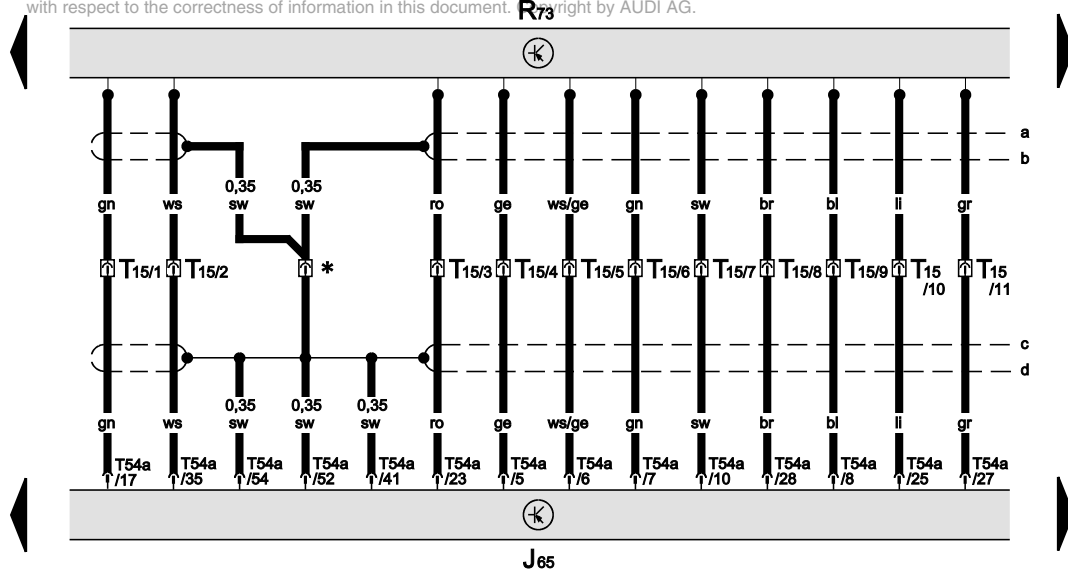 with respect to the correctness of information in this document. Copyright by AUDI AG.
R73
a
b
0,35 0,35
gn ws sw sw ro ge ws/ge gn sw br bl li gr
T15/1 T15/2 * T15/3 T15/4 T15/5 T15/6 T15/7 T15/8 T15/9 T15 T15
/10 /11
c
d
0,35 0,35 0,35
gn ws sw sw sw ro ge ws/ge gn sw br bl li gr
T54a T54a T54a T54a T54a T54a T54a T54a T54a T54a T54a T54a T54a T54a
/17 /35 /54 /52 /41 /23 /5 /6 /7 /10 /28 /8 /25 /27
J65